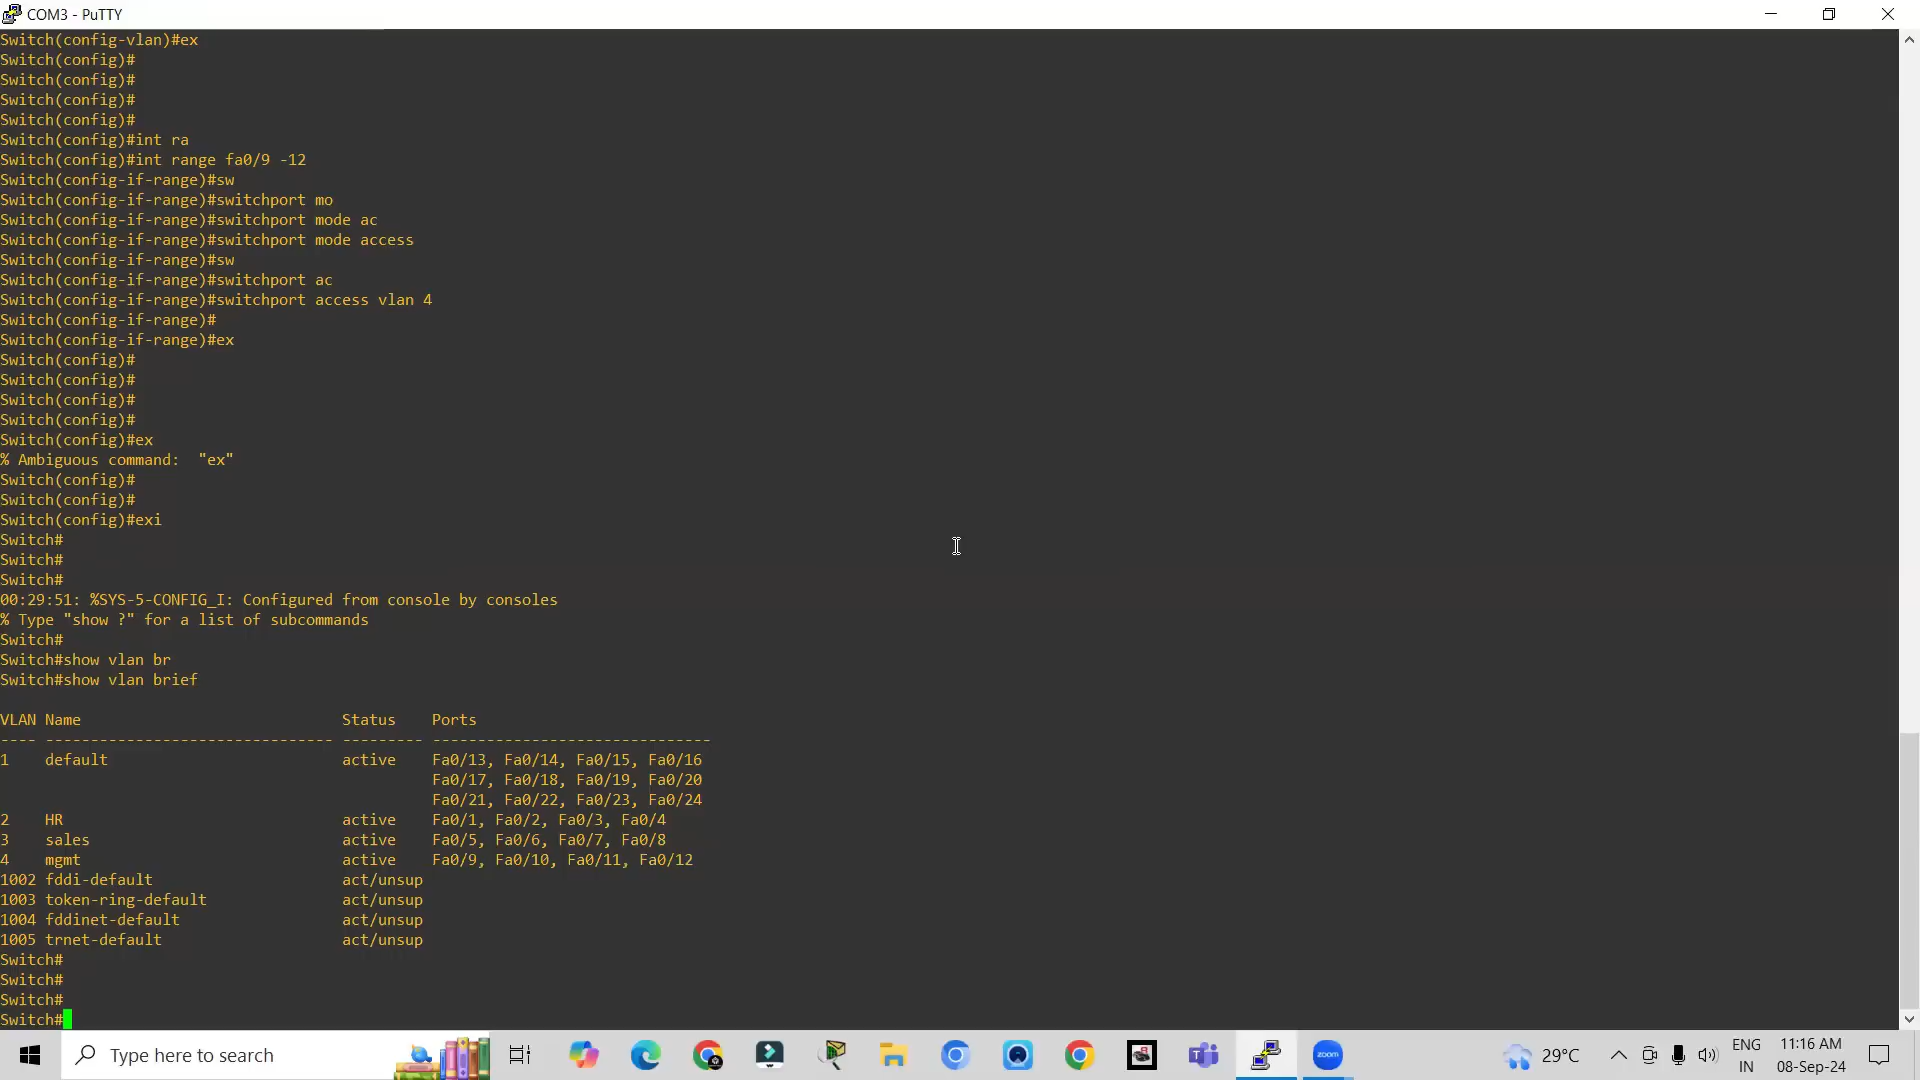 COM3 - PuTTY
Switch(config-vlan)#ex
Switch(config)#
Switch(config)#
Switch(config)#
Switch(config)#
Switch(config)#int ra
Switch(config)#int range fa0/9 -12
Switch(config-if-range)#sw
Switch(config-if-range)#switchport mo
Switch(config-if-range)#switchport mode ac
Switch(config-if-range)#switchport mode access
Switch(config-if-range)#sw
Switch(config-if-range)#switchport ac
Switch(config-if-range)#switchport access vlan 4
Switch(config-if-range)#
Switch(config-if-range)#ex
Switch(config)#
Switch(config)#
Switch(config)#
Switch(config)#
Switch(config)#ex
% Ambiguous command:  "ex"
Switch(config)#
Switch(config)#
Switch(config)#exi
Switch#
Switch#
Switch#
00:29:51: %SYS-5-CONFIG_I: Configured from console by consoles
% Type "show ?" for a list of subcommands
Switch#
Switch#show vlan br
Switch#show vlan brief
VLAN Name                             Status    Ports
---- -------------------------------- --------- -------------------------------
1    default                          active    Fa0/13, Fa0/14, Fa0/15, Fa0/16
                                                Fa0/17, Fa0/18, Fa0/19, Fa0/20
                                                Fa0/21, Fa0/22, Fa0/23, Fa0/24
2    HR                               active    Fa0/1, Fa0/2, Fa0/3, Fa0/4
3    sales                            active    Fa0/5, Fa0/6, Fa0/7, Fa0/8
4    mgmt                             active    Fa0/9, Fa0/10, Fa0/11, Fa0/12
1002 fddi-default                     act/unsup
1003 token-ring-default               act/unsup
1004 fddinet-default                  act/unsup
1005 trnet-default                    act/unsup
Switch#
Switch#
Switch#
Switch#
Type here to search
zoom
29°C
ENG
IN
11:16 AM
08-Sep-24